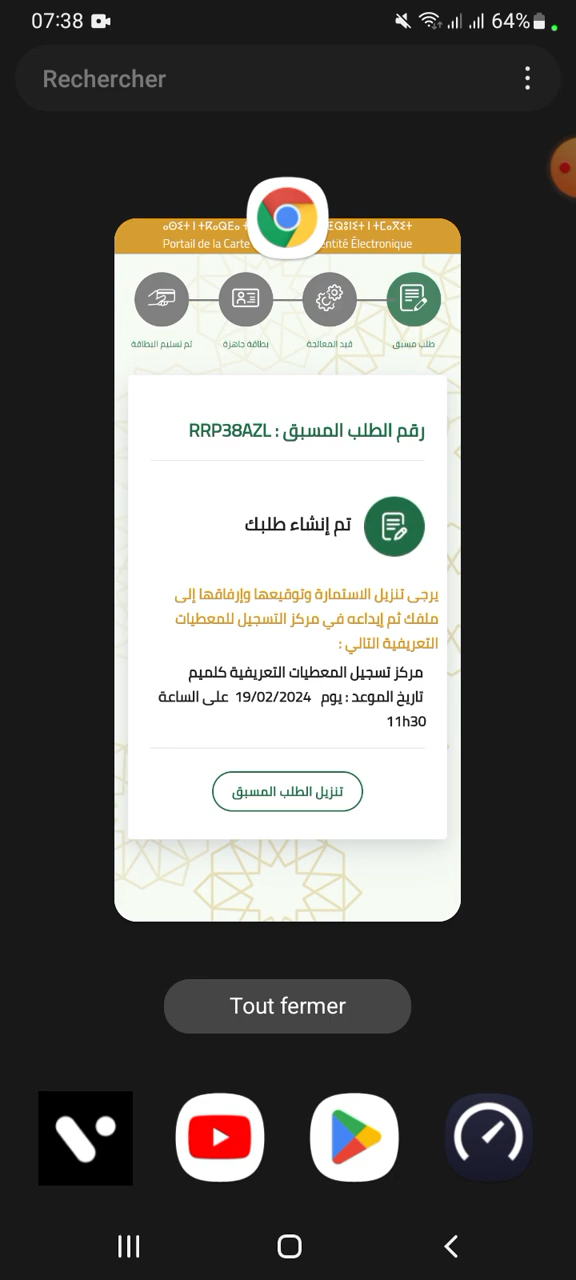 07:38
64%
Rechercher
Portail de la Carte
entité Électronique
طلب مسبق
قيد المعالجة
بطاقة جاهزة
تم تسليم البطاقة
رقم الطلب المسبق : RRP38AZL
تم إنشاء طلبك
يرجى تنزيل الاستمارة وتوقيعها وإرفاقها إلى
ملفك ثم إيداعه في مركز التسجيل للمعطيات
التعريفية التالي :
مركز تسجيل المعطيات التعريفية كلميم
تاريخ الموعد : يوم 19/02/2024 على الساعة
11h30
تنزيل الطلب المسبق
Tout fermer